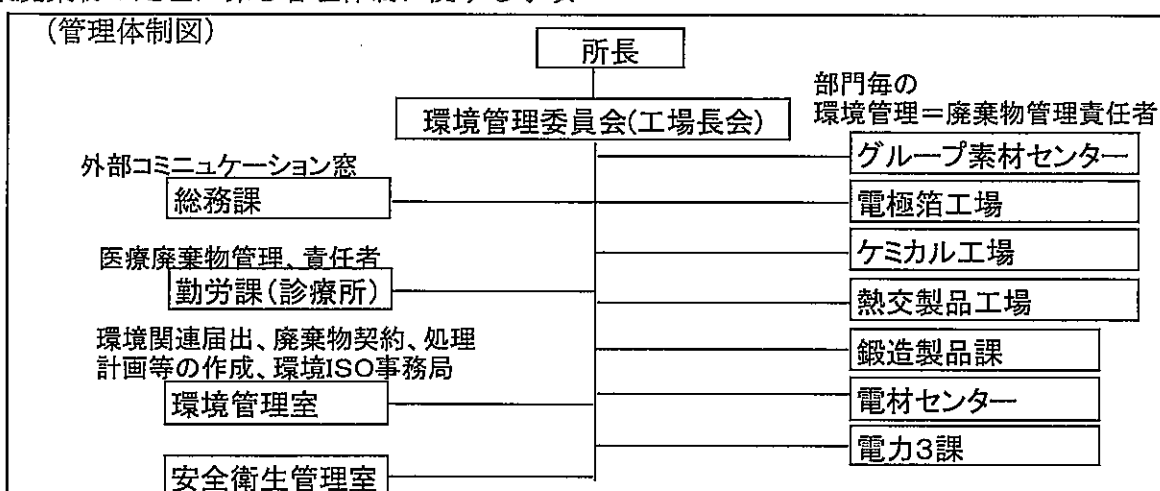 (管理体制図)
所長
環境管理委員会(工場長会)
部門毎の
環境管理＝廃棄物管理責任者
グループ素材センター
外部コミニュケーション窓
総務課
電極箔工場
医療廃棄物管理、責任者
勤労課(診療所)
ケミカル工場
熱交製品工場
環境関連届出、廃棄物契約、処理
計画等の作成、環境ISO事務局
環境管理室
鍛造製品課
電材センター
電力3課
安全衛生管理室